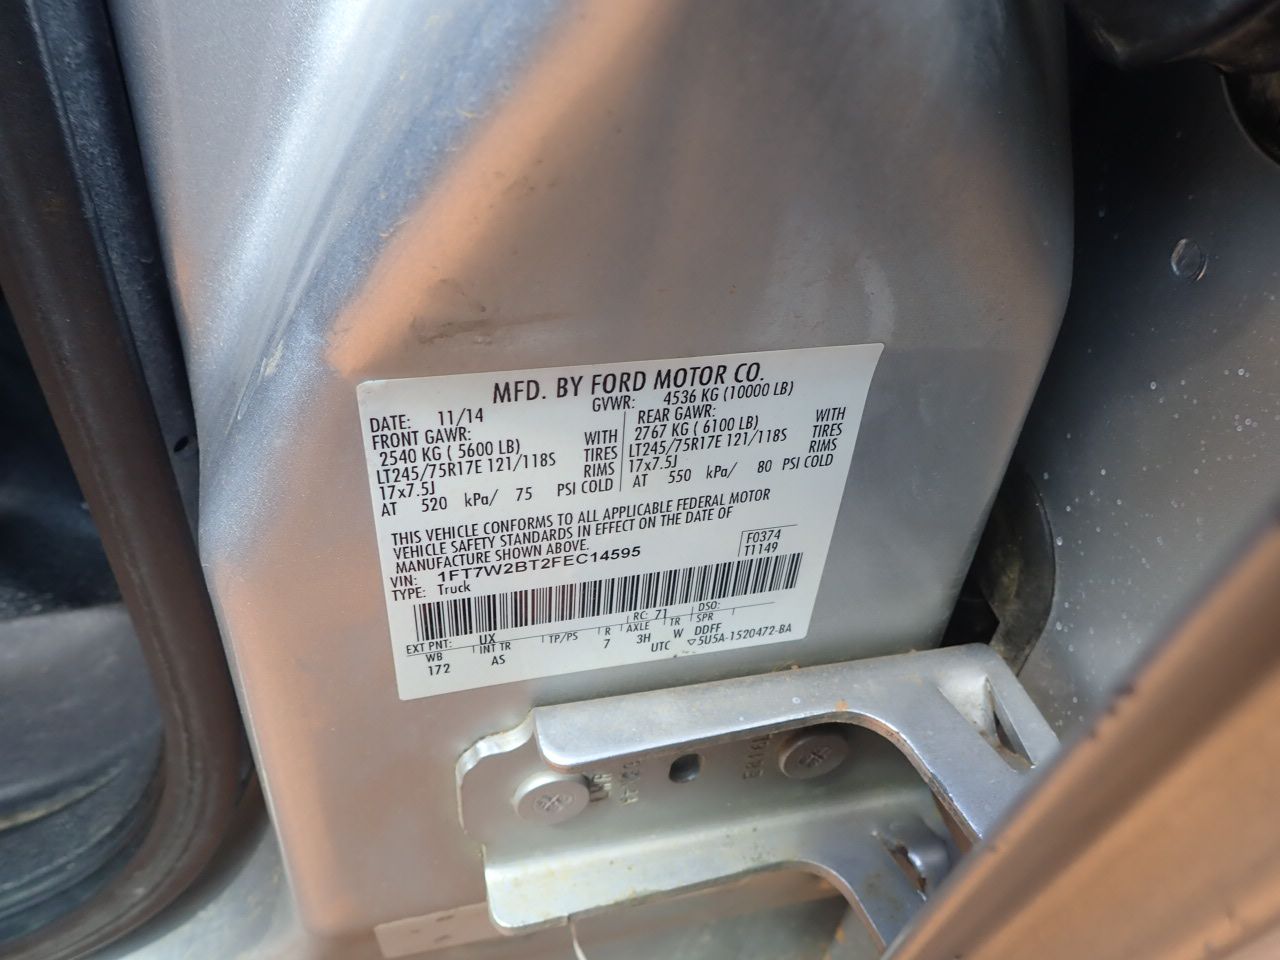 MFD. BY FORD MOTOR CO.
DATE: 11/14 GVWR: 4536 KG (10000 LB)
FRONT GAWR: REAR GAWR:
2540 KG ( 5600 LB) WITH 2767 KG ( 6100 LB) WITH
LT245/75R17E 121/118S TIRES LT245/75R17E 121/118S TIRES
17x7.5J RIMS 17x7.5J RIMS
AT 520 kPa/ 75 PSI COLD AT 550 kPa/ 80 PSI COLD
THIS VEHICLE CONFORMS TO ALL APPLICABLE FEDERAL MOTOR
VEHICLE SAFETY STANDARDS IN EFFECT ON THE DATE OF
MANUFACTURE SHOWN ABOVE.
VIN: 1FT7W2BT2FEC14595 F0374
TYPE: Truck T1149
EXT PNT: UX RC: 71 DSO:
WB INT TR TP/PS R AXLE TR SPR
172 AS 7 3H W DDFF
UTC ▽5U5A-1520472-BA